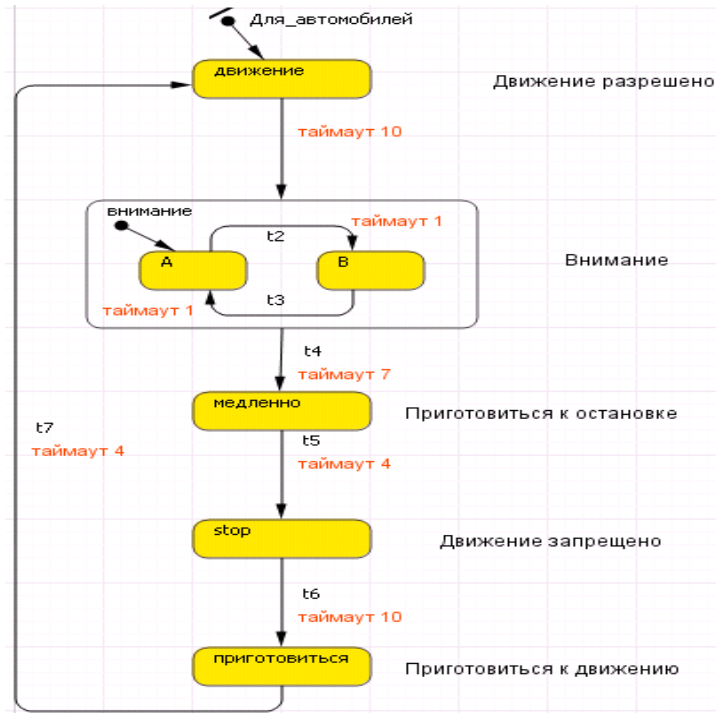 Для_автомобилей
движение
Движение разрешено
таймаут 10
внимание
таймаут 1
t2
A
B
Внимание
t3
таймаут 1
t4
таймаут 7
медленно
Приготовиться к остановке
t7
t5
таймаут 4
таймаут 4
stop
Движение запрещено
t6
таймаут 10
приготовиться
Приготовиться к движению